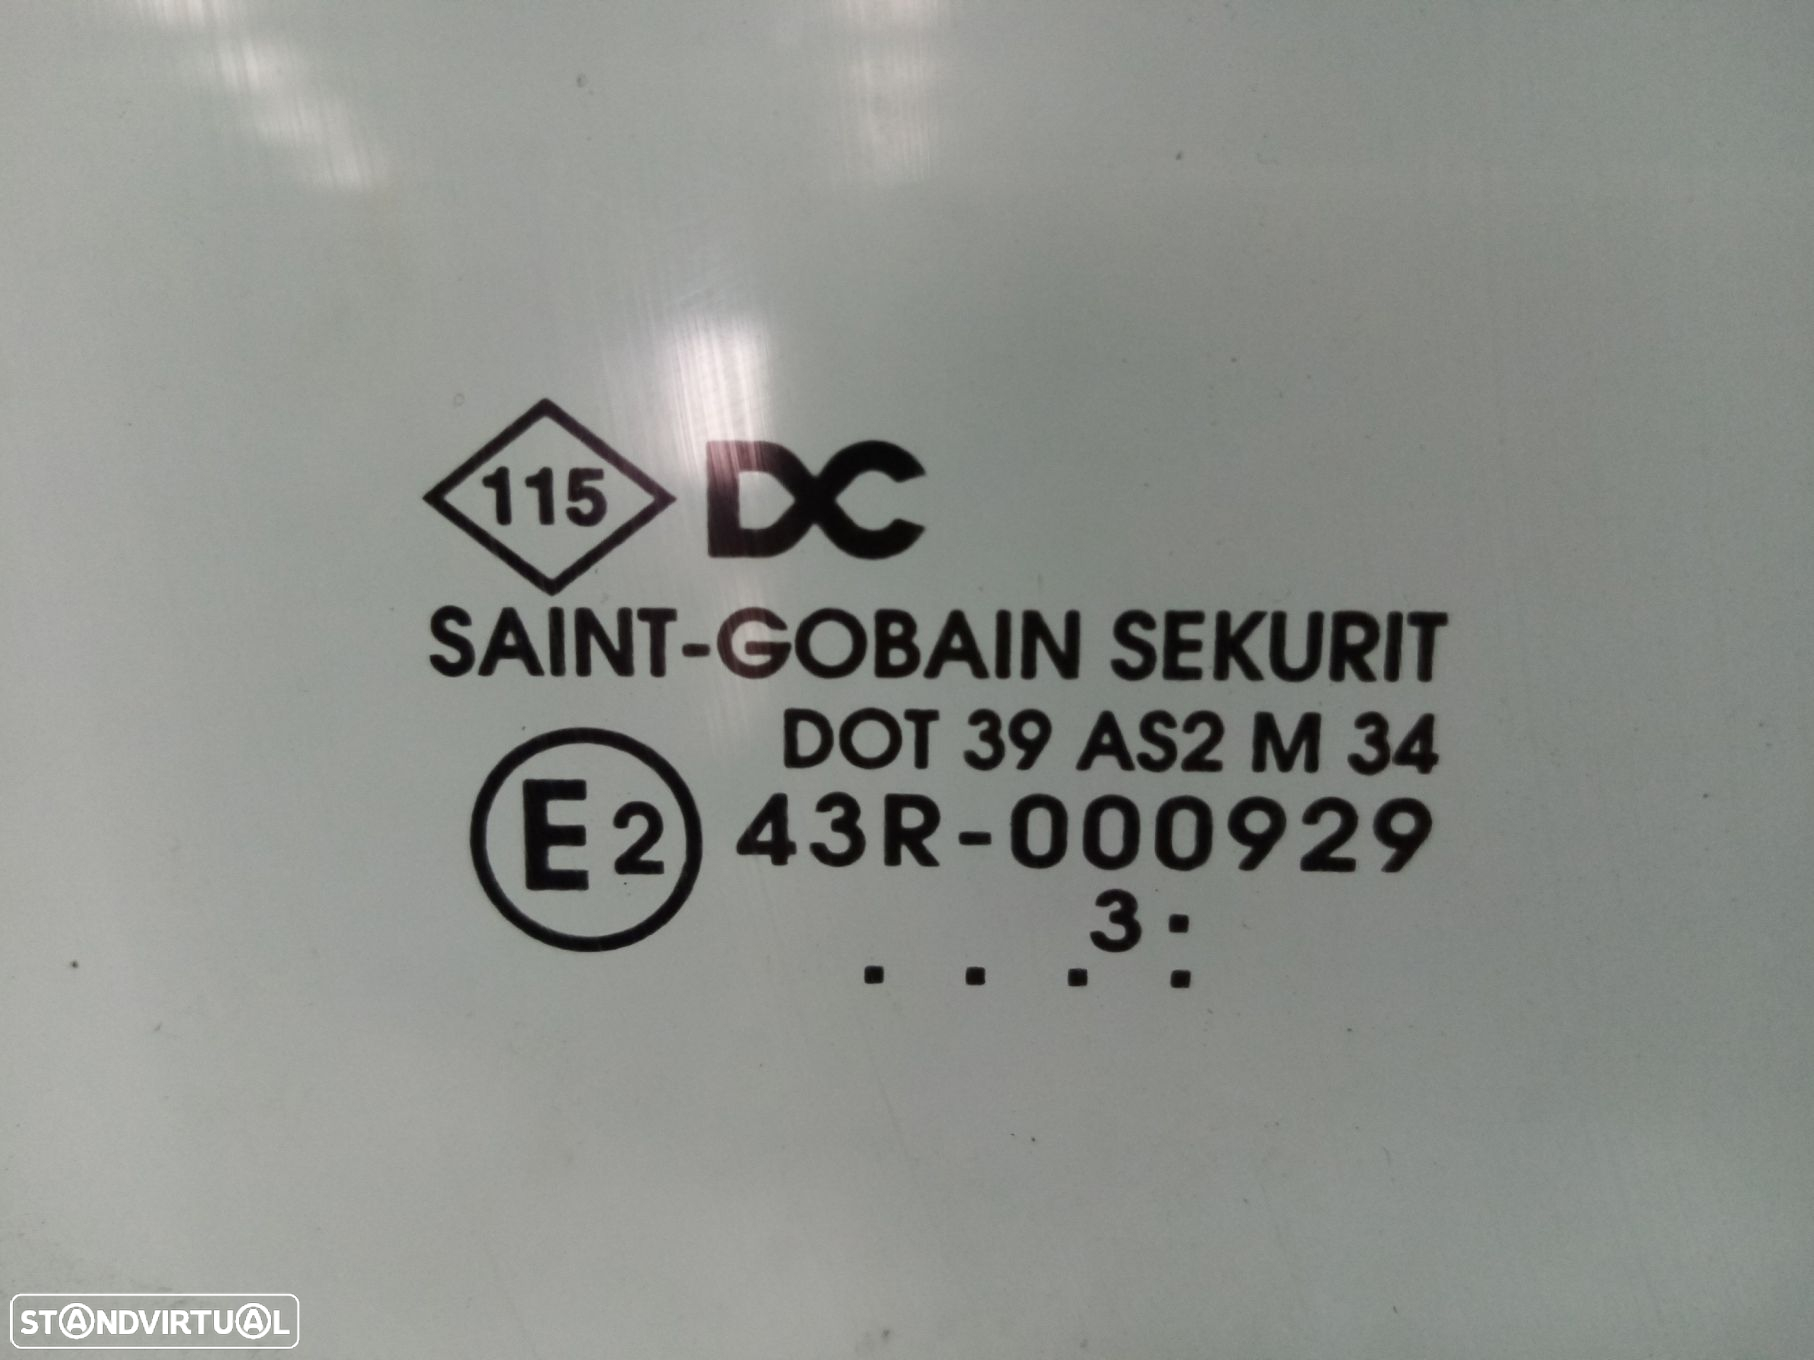 115 DC
SAINT-GOBAIN SEKURIT
DOT 39 AS2 M 34
E2 43R-000929
3:
. . . :
STANDVIRTUAL